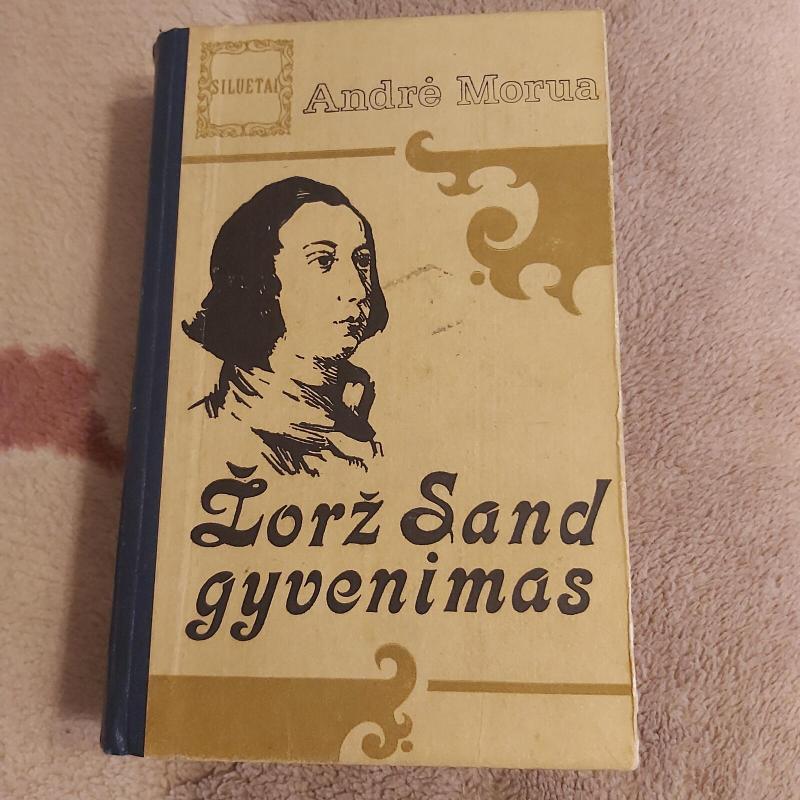 SILUETAI
Andrė Morua
Žorž Sand
gyvenimas